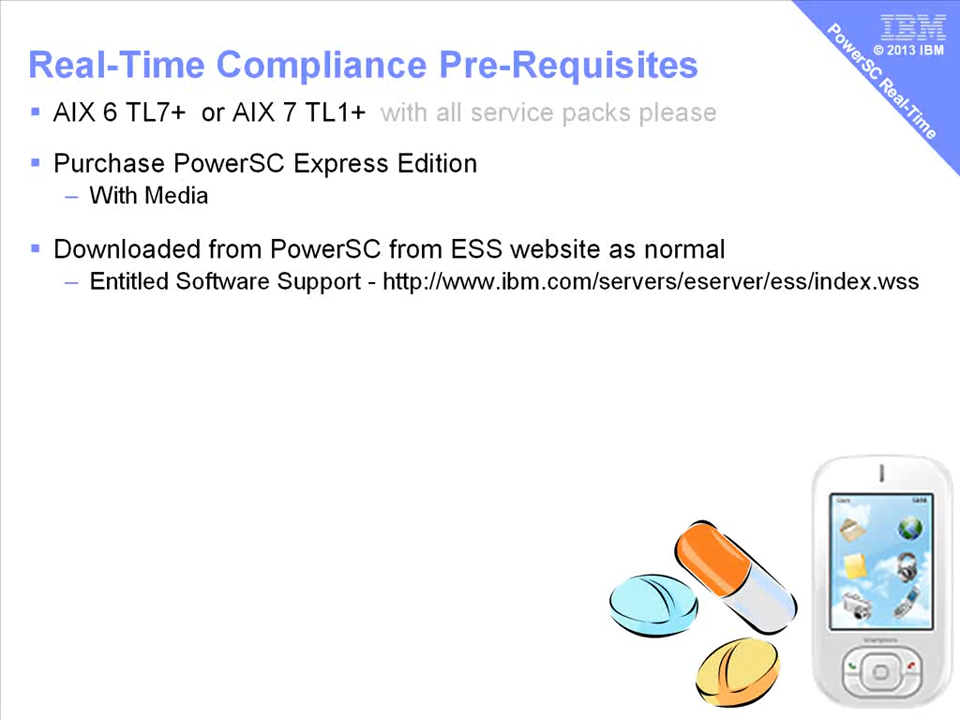 IBM
© 2013 IBM
PowerSC Real-Time
Real-Time Compliance Pre-Requisites
AIX 6 TL7+ or AIX 7 TL1+ with all service packs please
Purchase PowerSC Express Edition
– With Media
Downloaded from PowerSC from ESS website as normal
– Entitled Software Support - http://www.ibm.com/servers/eserver/ess/index.wss